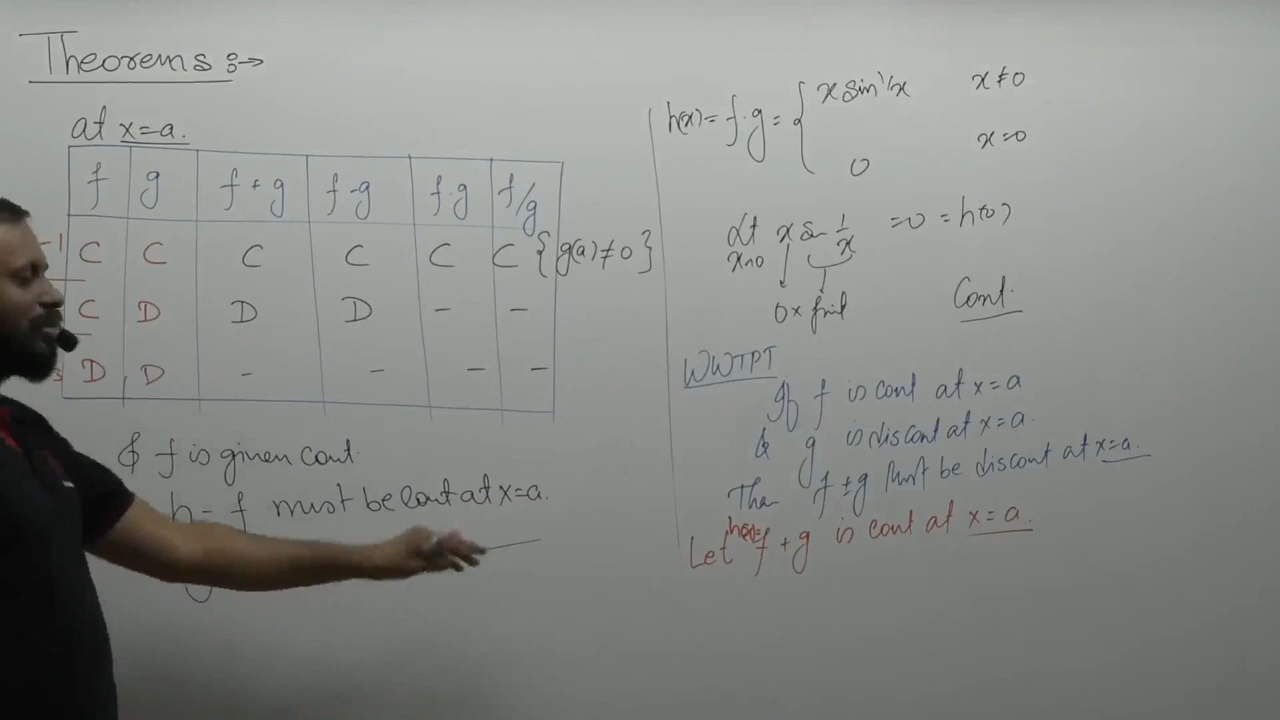 Theorems :→
at x=a.
f g f+g f-g f·g f/g
-1 C C C C C C {g(a)≠0}
C D D D - -
3 D D - - - -
& f is given cont.
h - f must be cont at x=a.
g
h(x) = f·g = { x sin 1/x x≠0
0 x=0
Lt x→0 x sin 1/x = 0 = h(0)
0 x
Cont.
WWTPT
If f is cont at x=a
& g is discont at x=a.
Then f ± g must be discont at x=a.
Let h(x)= f+g is cont at x=a.